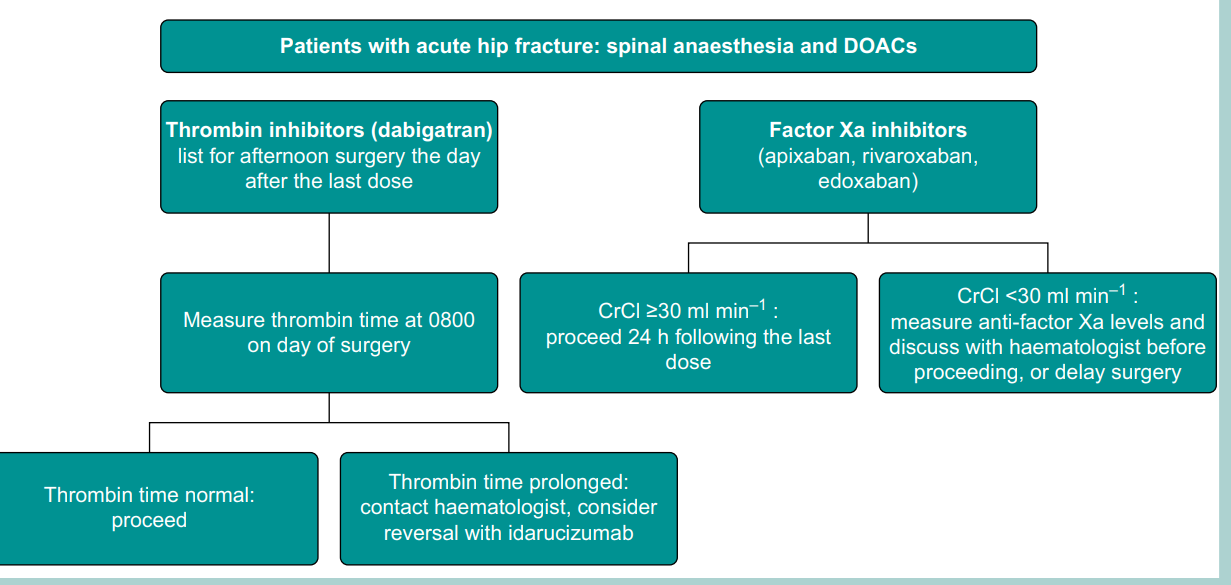 Patients with acute hip fracture: spinal anaesthesia and DOACs
Thrombin inhibitors (dabigatran)
list for afternoon surgery the day
after the last dose
Factor Xa inhibitors
(apixaban, rivaroxaban,
edoxaban)
Measure thrombin time at 0800
on day of surgery
CrCl ≥30 ml min⁻¹ :
proceed 24 h following the last
dose
CrCl <30 ml min⁻¹ :
measure anti-factor Xa levels and
discuss with haematologist before
proceeding, or delay surgery
Thrombin time normal:
proceed
Thrombin time prolonged:
contact haematologist, consider
reversal with idarucizumab